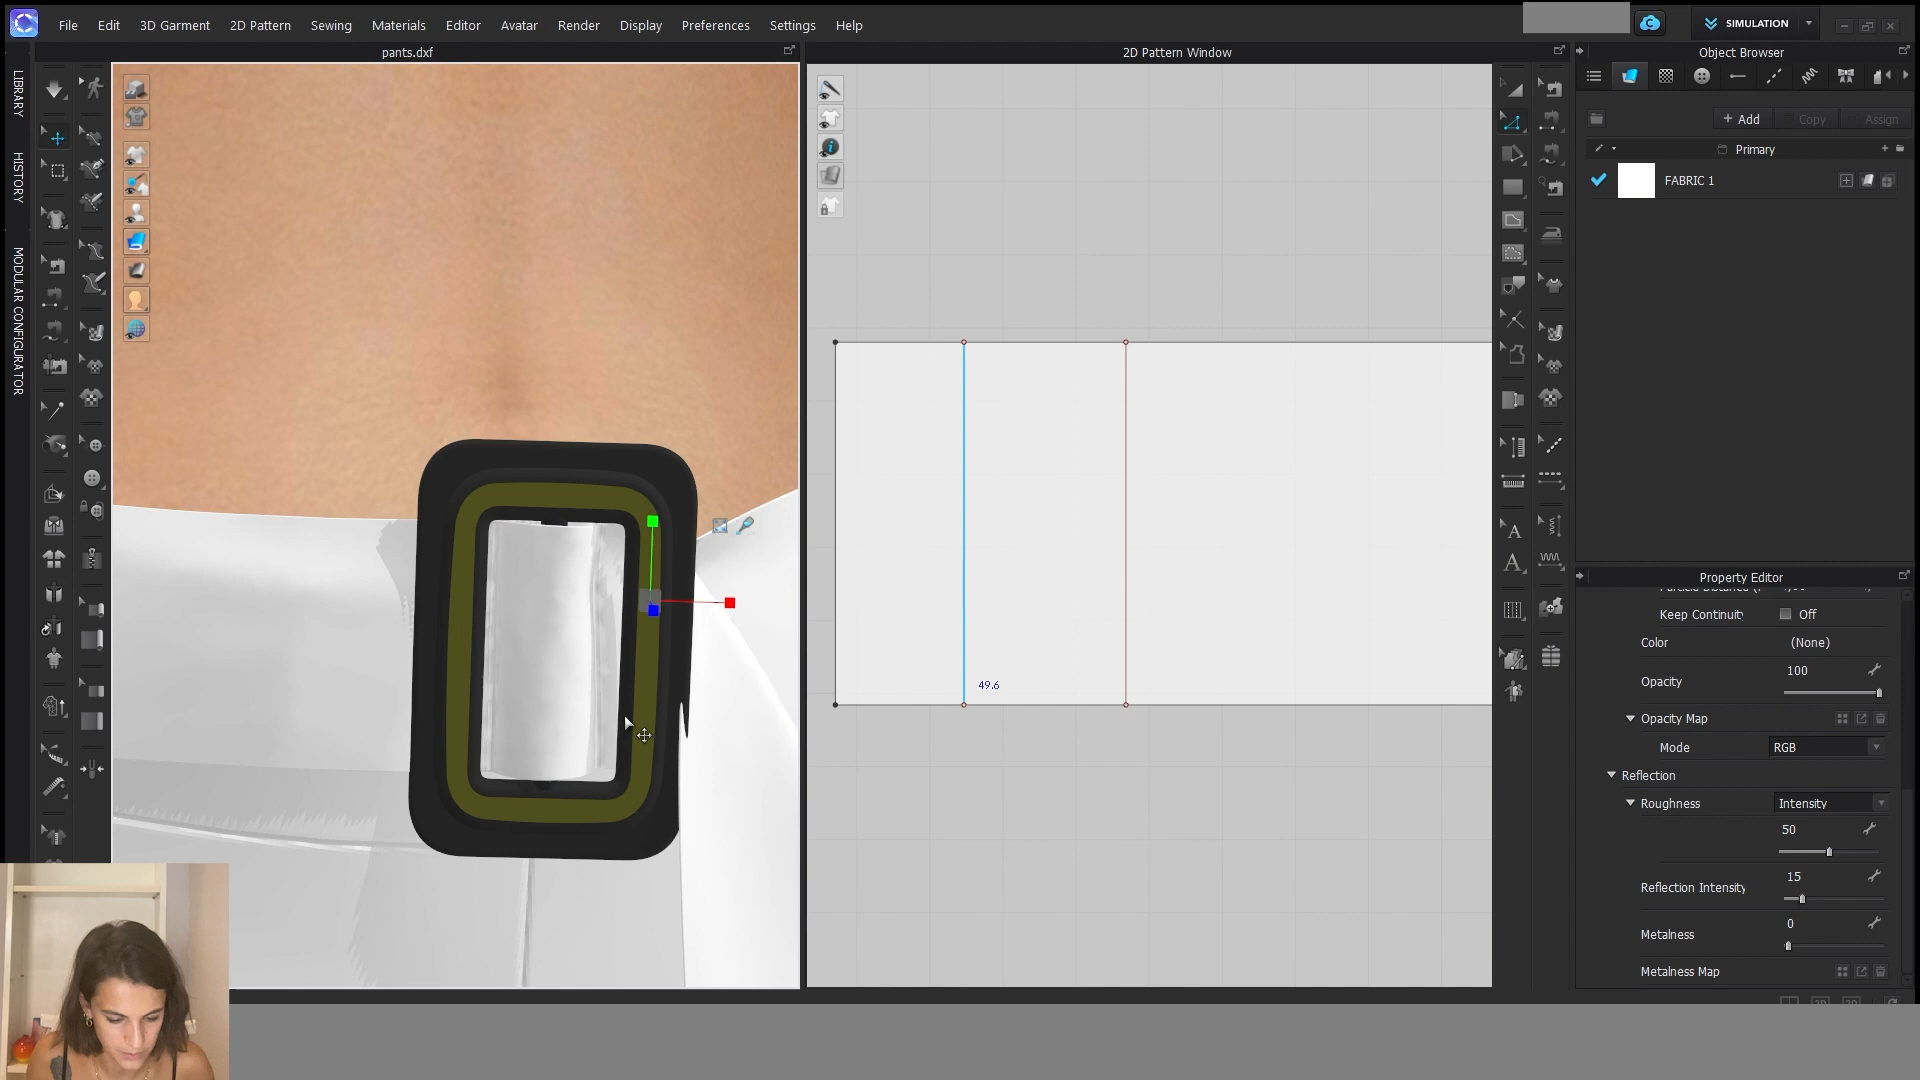 File Edit 3D Garment 2D Pattern Sewing Materials Editor Avatar Render Display Preferences Settings Help
SIMULATION
pants.dxf
2D Pattern Window
Object Browser
LIBRARY
HISTORY
MODULAR CONFIGURATOR
+ Add Copy Assign
Primary
FABRIC 1
49.6
Property Editor
Keep Continuity Off
Color (None)
Opacity 100
Opacity Map
Mode RGB
Reflection
Roughness Intensity
50
Reflection Intensity 15
Metalness 0
Metalness Map